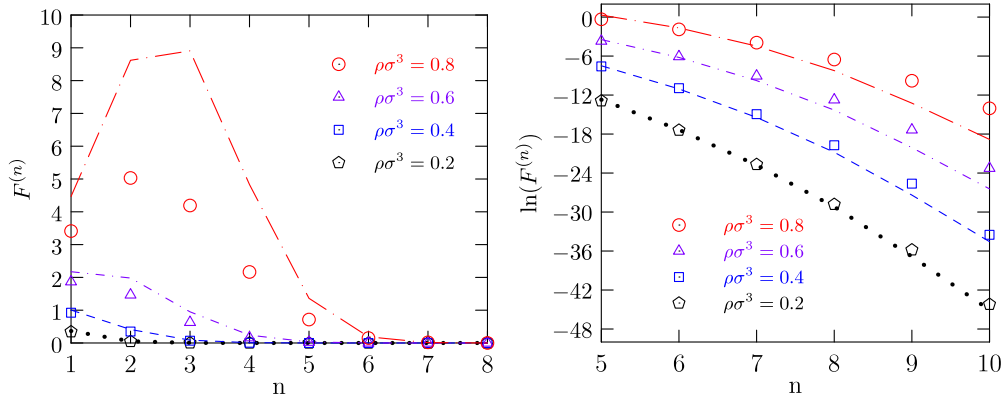 10
9
8
7
6
5
4
3
2
1
0
F⁽ⁿ⁾
ρσ³ = 0.8
ρσ³ = 0.6
ρσ³ = 0.4
ρσ³ = 0.2
1 2 3 4 5 6 7 8
n
0
−6
−12
−18
−24
−30
−36
−42
−48
ln(F⁽ⁿ⁾)
ρσ³ = 0.8
ρσ³ = 0.6
ρσ³ = 0.4
ρσ³ = 0.2
5 6 7 8 9 10
n